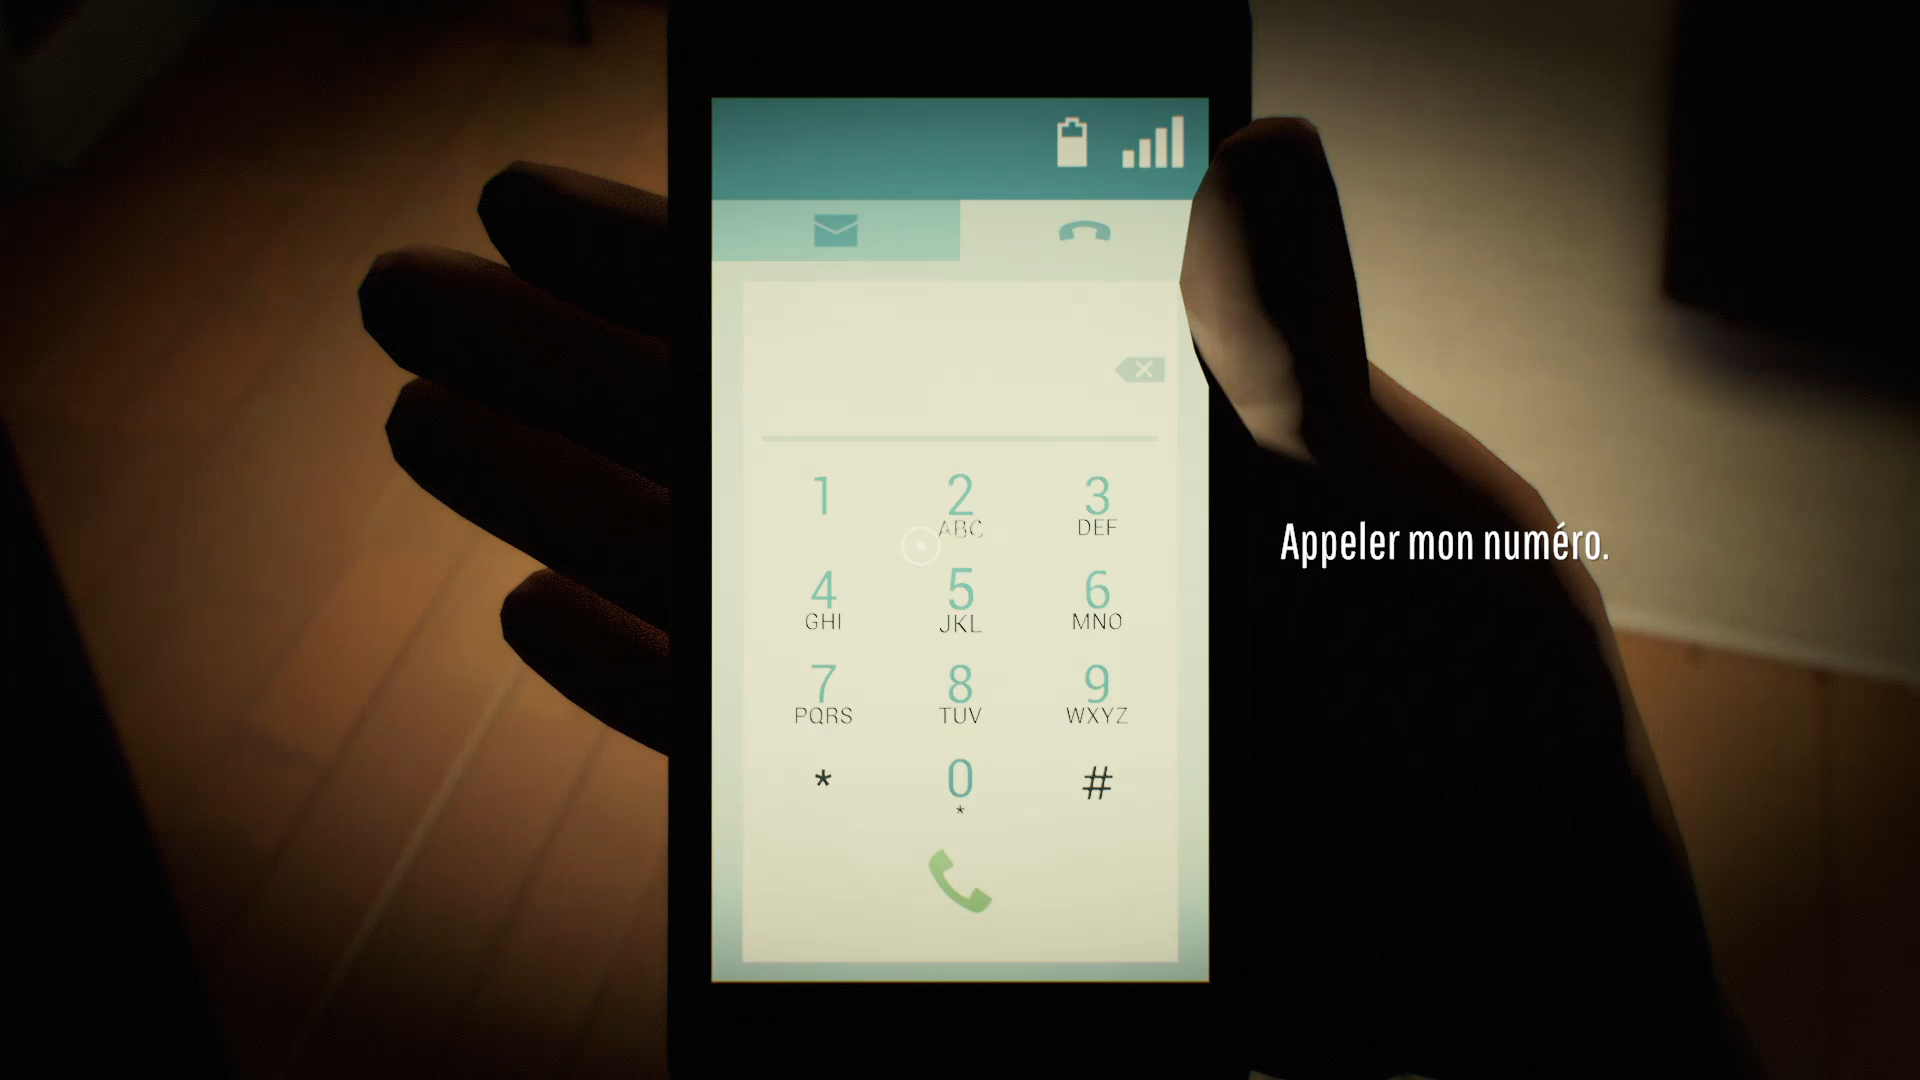 1 2 3
ABC DEF
4 5 6
GHI JKL MNO
7 8 9
PQRS TUV WXYZ
* 0 #
*
Appeler mon numéro.